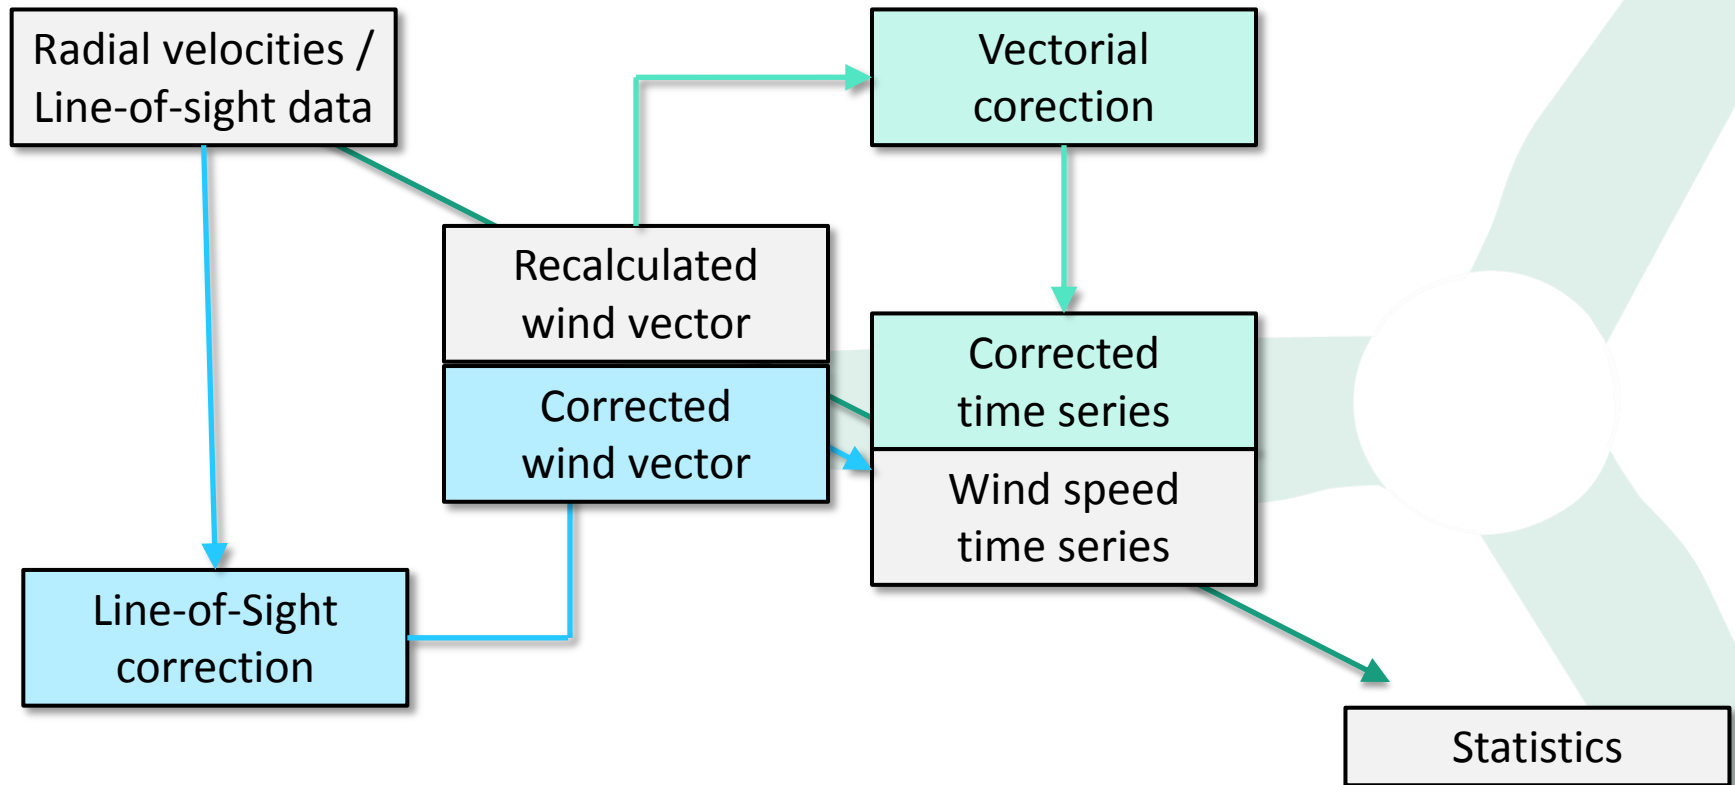 Radial velocities /
Line-of-sight data
Vectorial
corection
Recalculated
wind vector
Corrected
wind vector
Corrected
time series
Wind speed
time series
Line-of-Sight
correction
Statistics